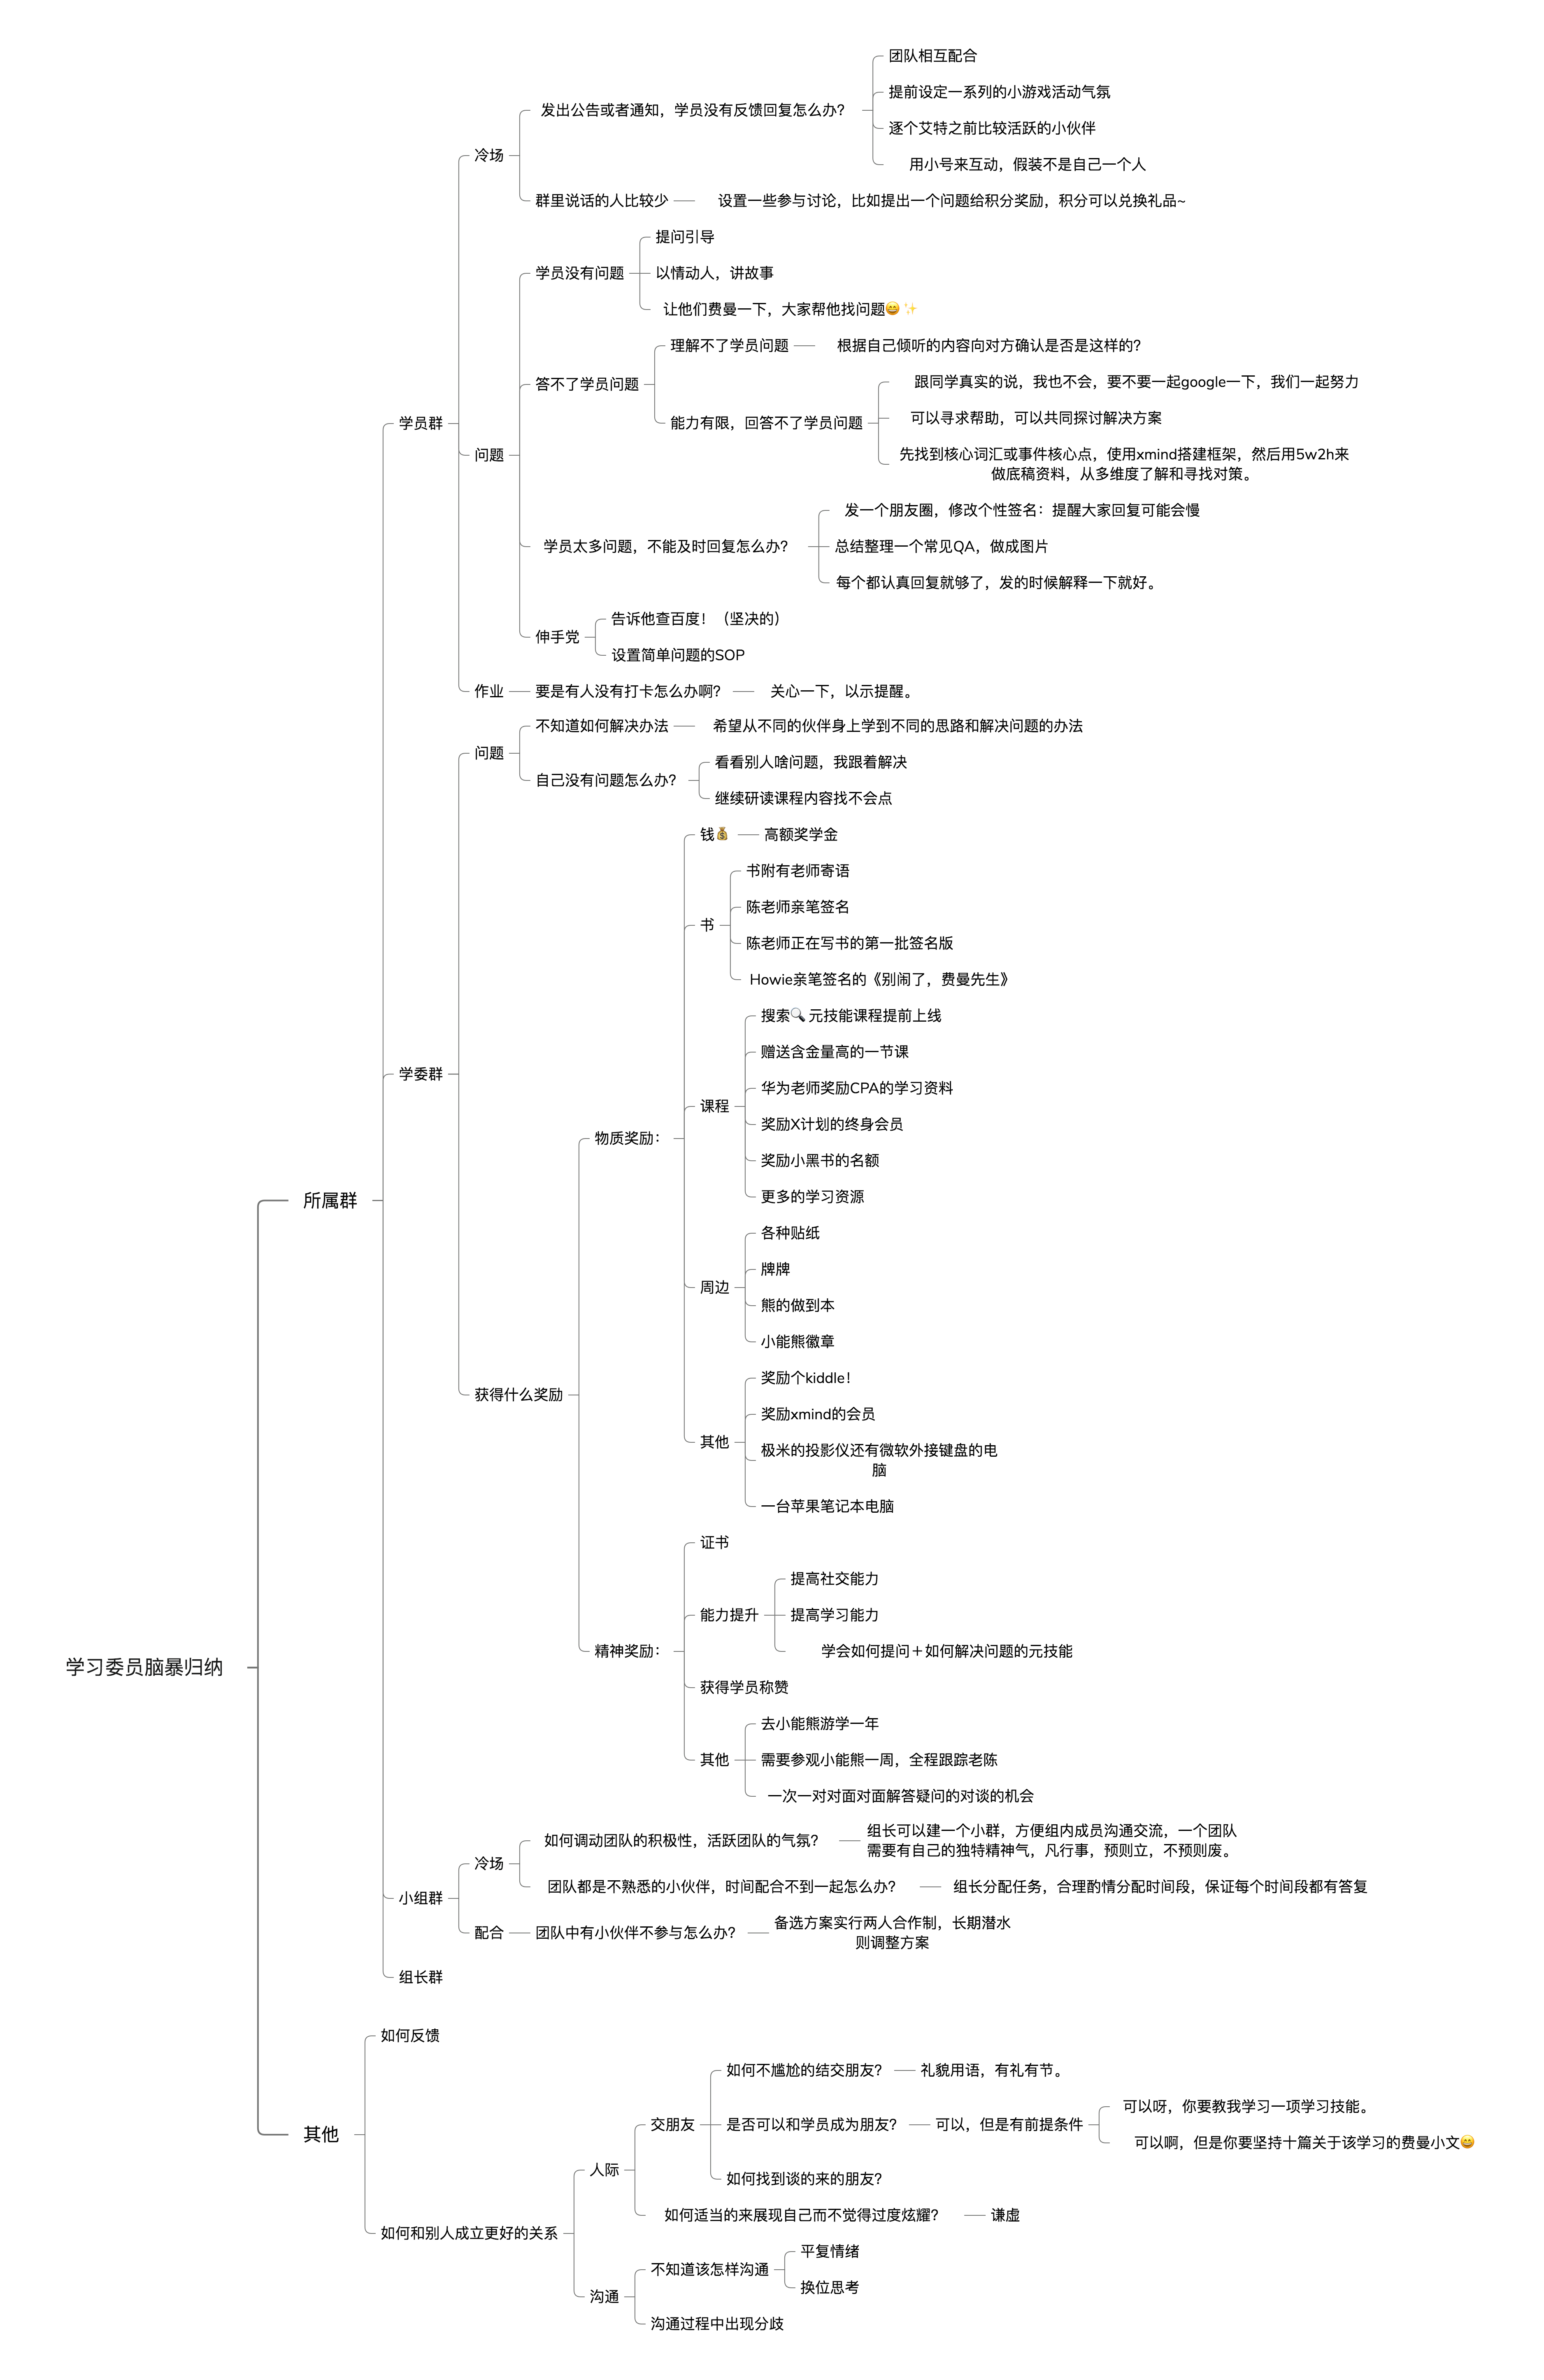 学习委员脑暴归纳
所属群
学员群
冷场
发出公告或者通知，学员没有反馈回复怎么办？
团队相互配合
提前设定一系列的小游戏活动气氛
逐个艾特之前比较活跃的小伙伴
用小号来互动，假装不是自己一个人
群里说话的人比较少
设置一些参与讨论，比如提出一个问题给积分奖励，积分可以兑换礼品~
问题
学员没有问题
提问引导
以情动人，讲故事
让他们费曼一下，大家帮他找问题😄✨
答不了学员问题
理解不了学员问题
根据自己倾听的内容向对方确认是否是这样的？
能力有限，回答不了学员问题
跟同学真实的说，我也不会，要不要一起google一下，我们一起努力
可以寻求帮助，可以共同探讨解决方案
先找到核心词汇或事件核心点，使用xmind搭建框架，然后用5w2h来
做底稿资料，从多维度了解和寻找对策。
学员太多问题，不能及时回复怎么办？
发一个朋友圈，修改个性签名：提醒大家回复可能会慢
总结整理一个常见QA，做成图片
每个都认真回复就够了，发的时候解释一下就好。
伸手党
告诉他查百度！（坚决的）
设置简单问题的SOP
作业
要是有人没有打卡怎么办啊？
关心一下，以示提醒。
学委群
问题
不知道如何解决办法
希望从不同的伙伴身上学到不同的思路和解决问题的办法
自己没有问题怎么办？
看看别人啥问题，我跟着解决
继续研读课程内容找不会点
获得什么奖励
物质奖励：
钱💰
高额奖学金
书
书附有老师寄语
陈老师亲笔签名
陈老师正在写书的第一批签名版
Howie亲笔签名的《别闹了，费曼先生》
课程
搜索🔍元技能课程提前上线
赠送含金量高的一节课
华为老师奖励CPA的学习资料
奖励X计划的终身会员
奖励小黑书的名额
更多的学习资源
周边
各种贴纸
牌牌
熊的做到本
小能熊徽章
其他
奖励个kiddle！
奖励xmind的会员
极米的投影仪还有微软外接键盘的电
脑
一台苹果笔记本电脑
精神奖励：
证书
能力提升
提高社交能力
提高学习能力
学会如何提问＋如何解决问题的元技能
获得学员称赞
其他
去小能熊游学一年
需要参观小能熊一周，全程跟踪老陈
一次一对对面对面解答疑问的对谈的机会
小组群
冷场
如何调动团队的积极性，活跃团队的气氛？
组长可以建一个小群，方便组内成员沟通交流，一个团队
需要有自己的独特精神气，凡行事，预则立，不预则废。
团队都是不熟悉的小伙伴，时间配合不到一起怎么办？
组长分配任务，合理酌情分配时间段，保证每个时间段都有答复
配合
团队中有小伙伴不参与怎么办？
备选方案实行两人合作制，长期潜水
则调整方案
组长群
其他
如何反馈
如何和别人成立更好的关系
人际
交朋友
如何不尴尬的结交朋友？
礼貌用语，有礼有节。
是否可以和学员成为朋友？
可以，但是有前提条件
可以呀，你要教我学习一项学习技能。
可以啊，但是你要坚持十篇关于该学习的费曼小文😄
如何找到谈的来的朋友？
如何适当的来展现自己而不觉得过度炫耀？
谦虚
沟通
不知道该怎样沟通
平复情绪
换位思考
沟通过程中出现分歧